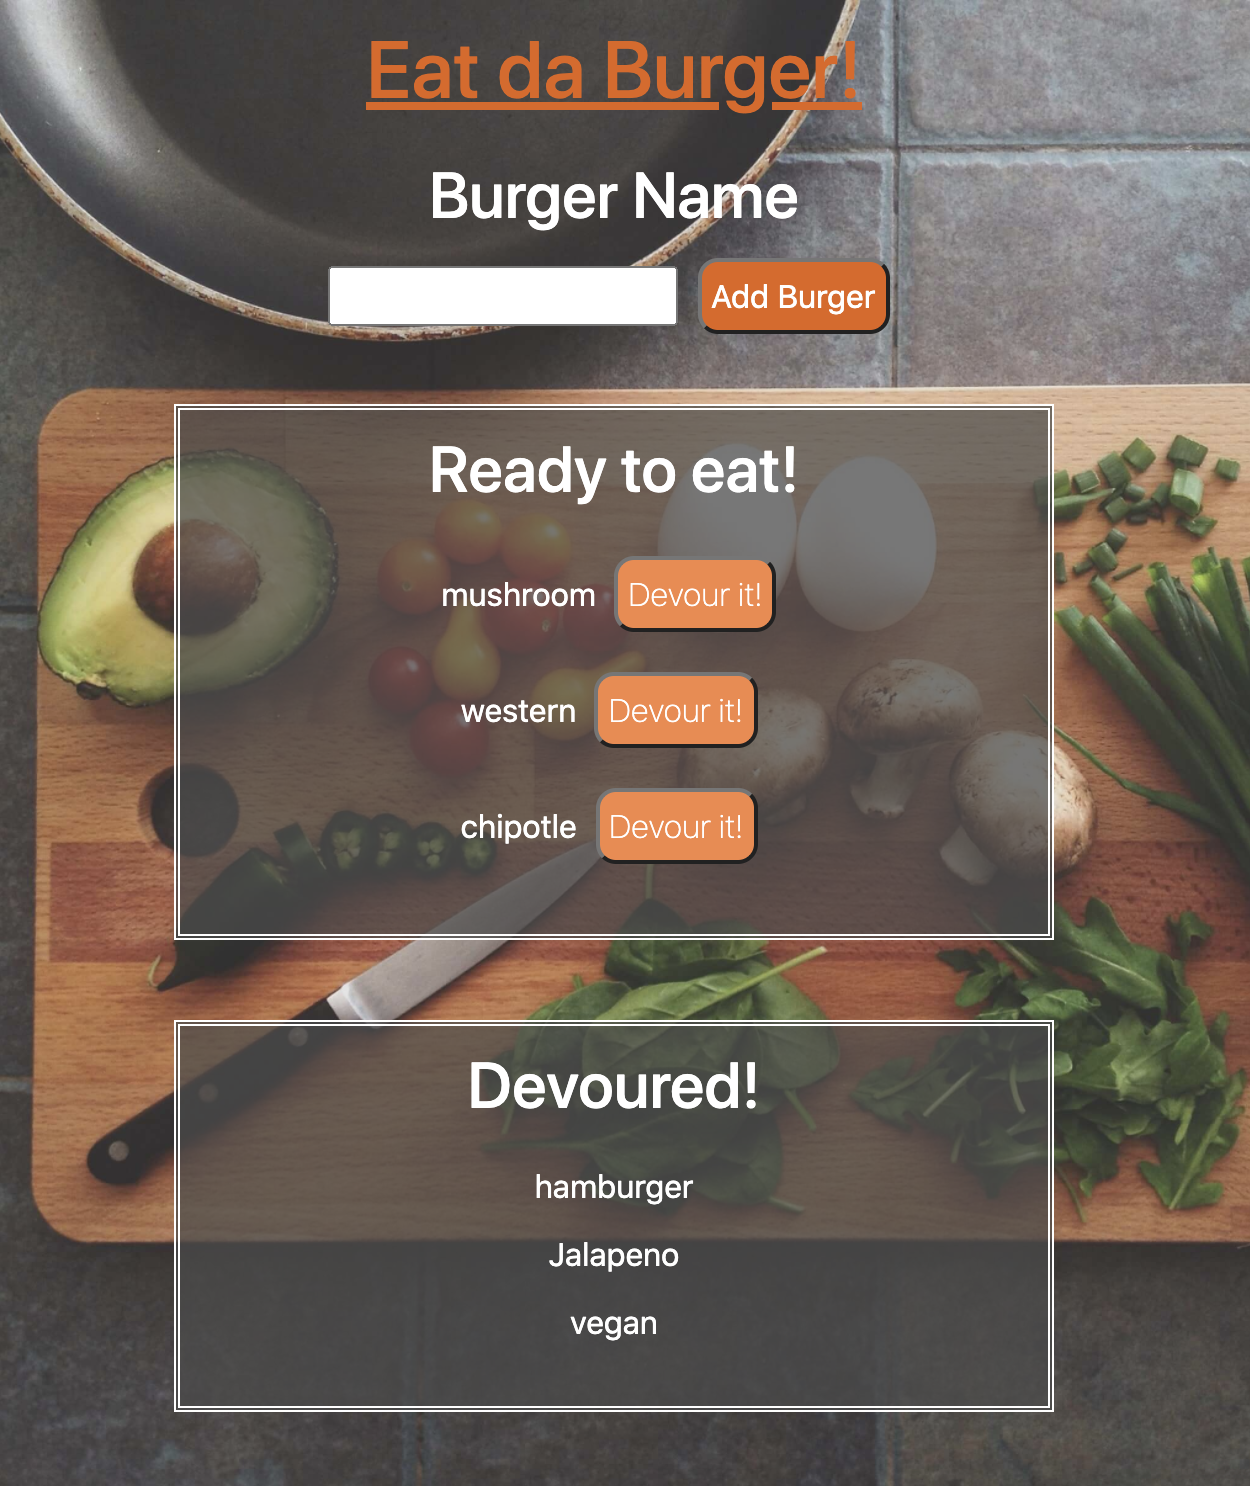 Eat da Burger!
Burger Name
Add Burger
Ready to eat!
mushroom Devour it!
western Devour it!
chipotle Devour it!
Devoured!
hamburger
Jalapeno
vegan